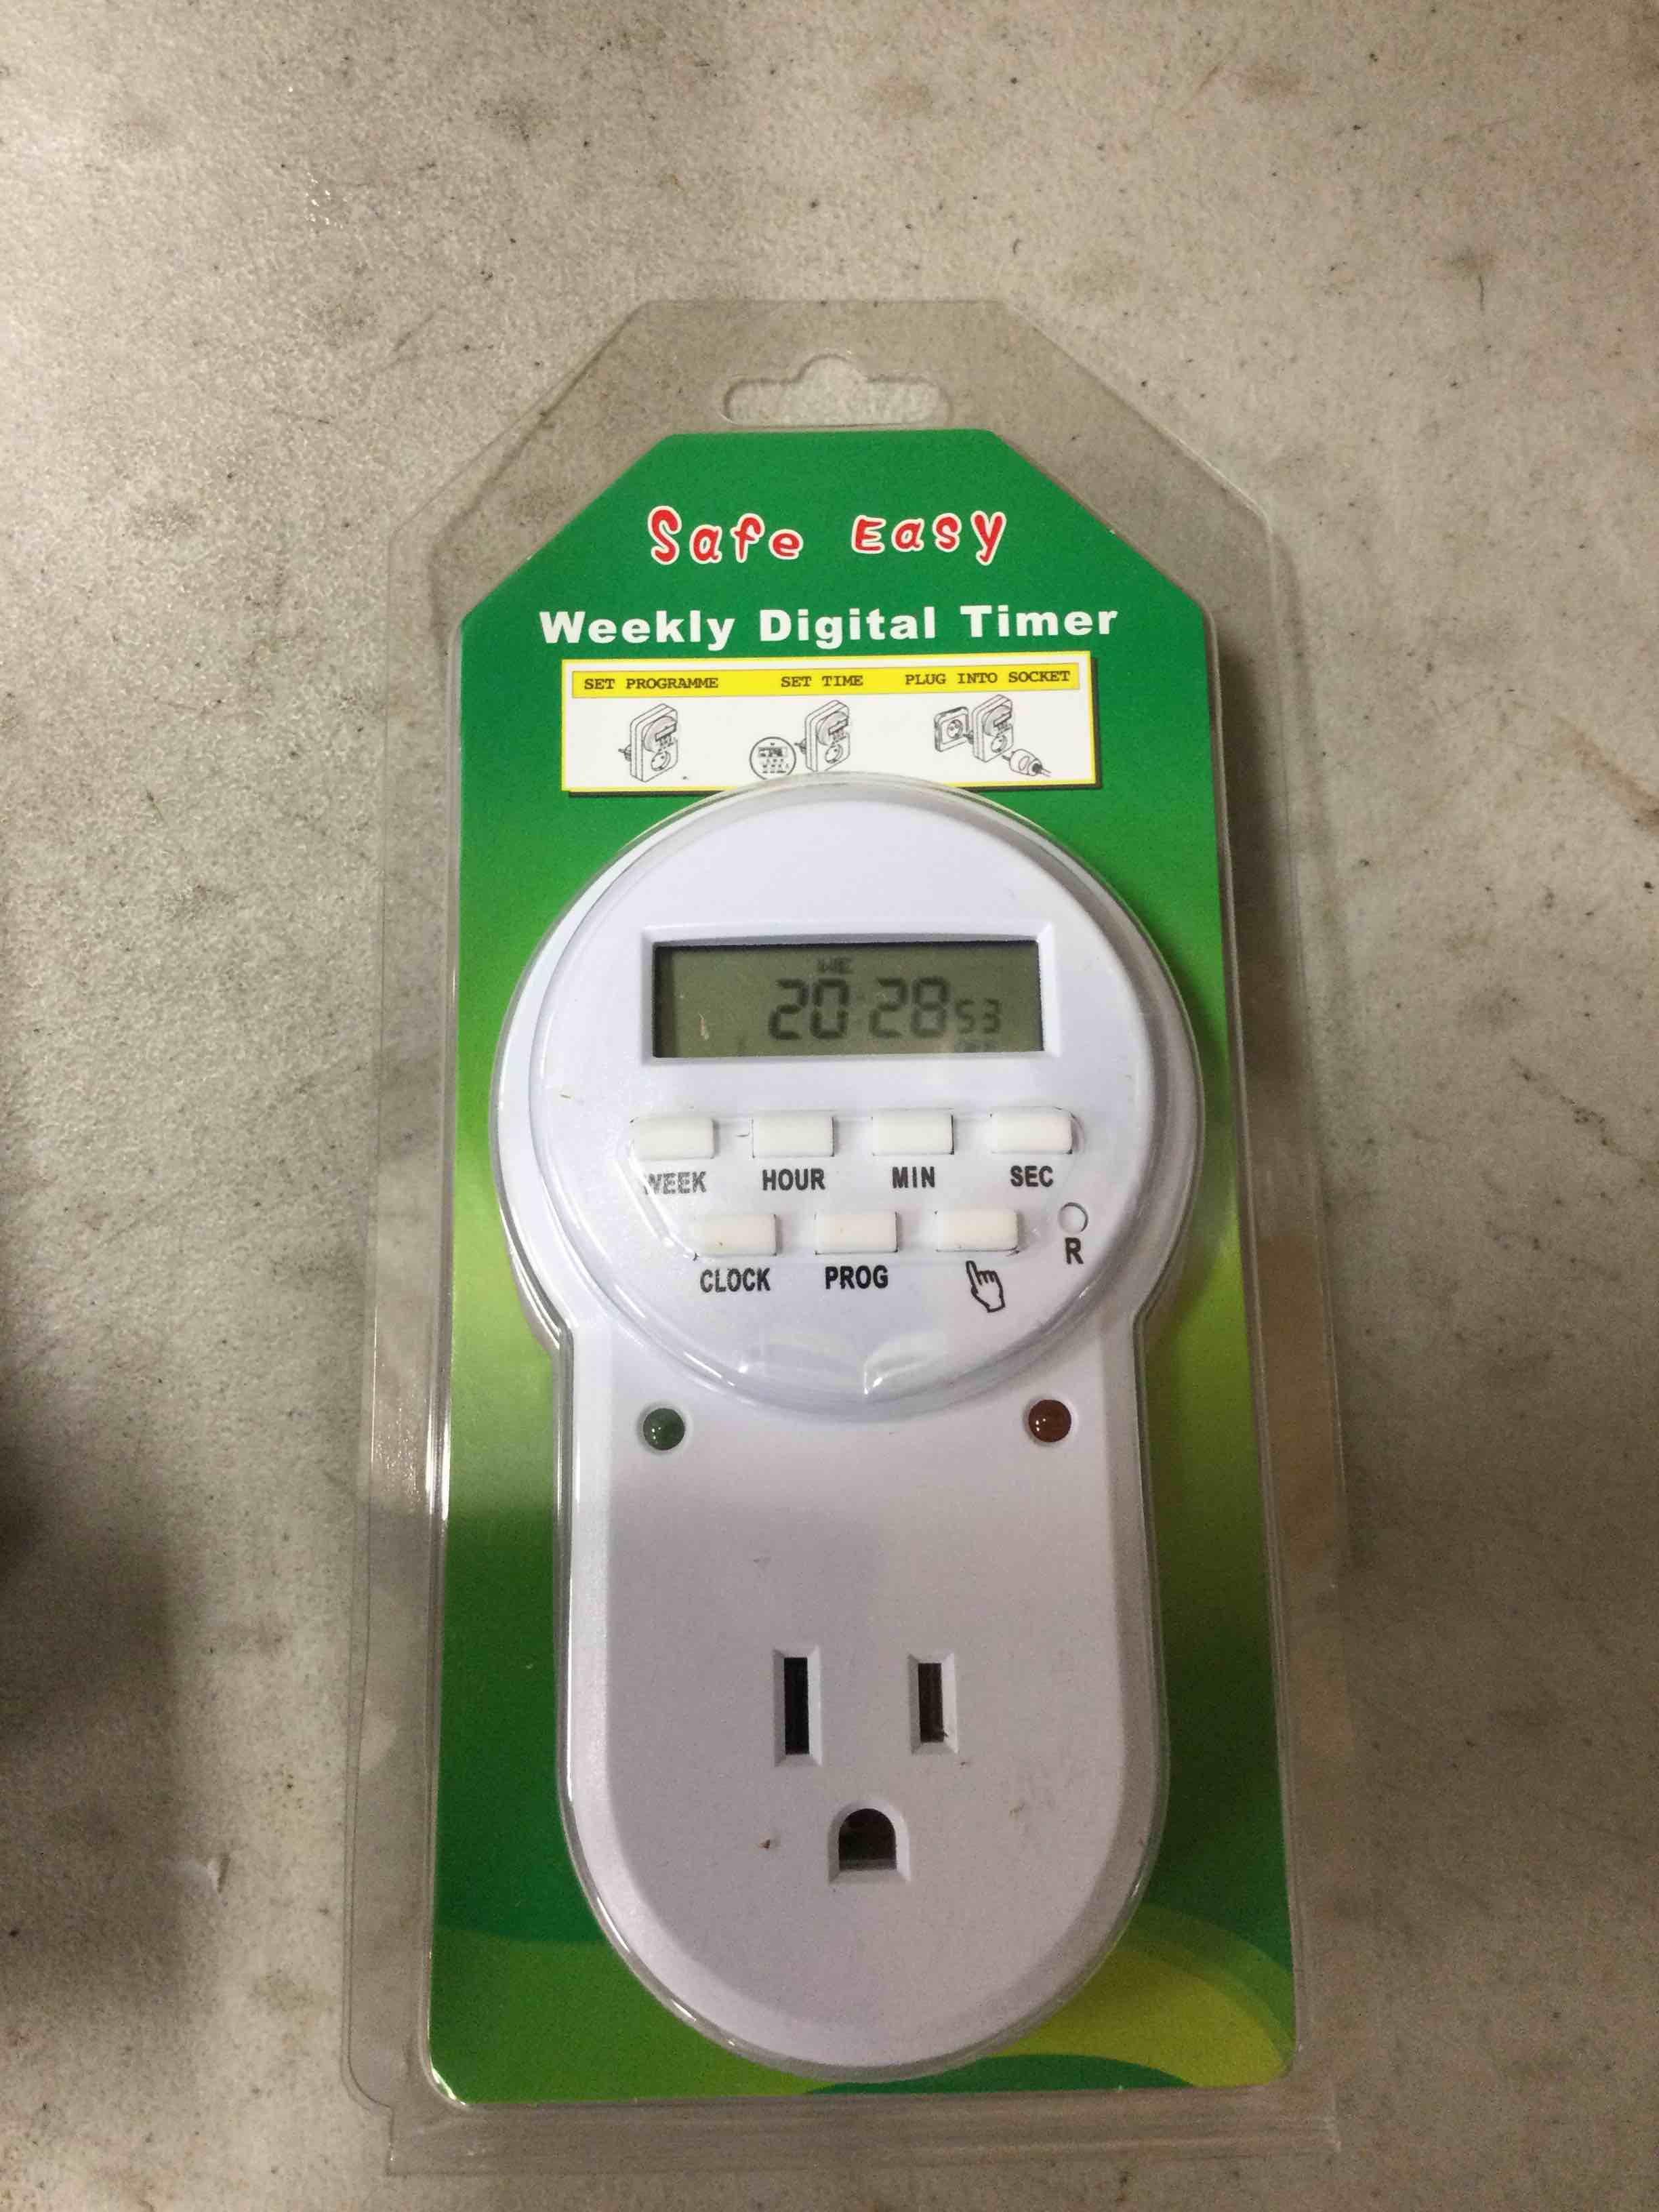 Safe Easy
Weekly Digital Timer
SET PROGRAMME SET TIME PLUG INTO SOCKET
WE
20:28 53
WEEK HOUR MIN SEC
R
CLOCK PROG